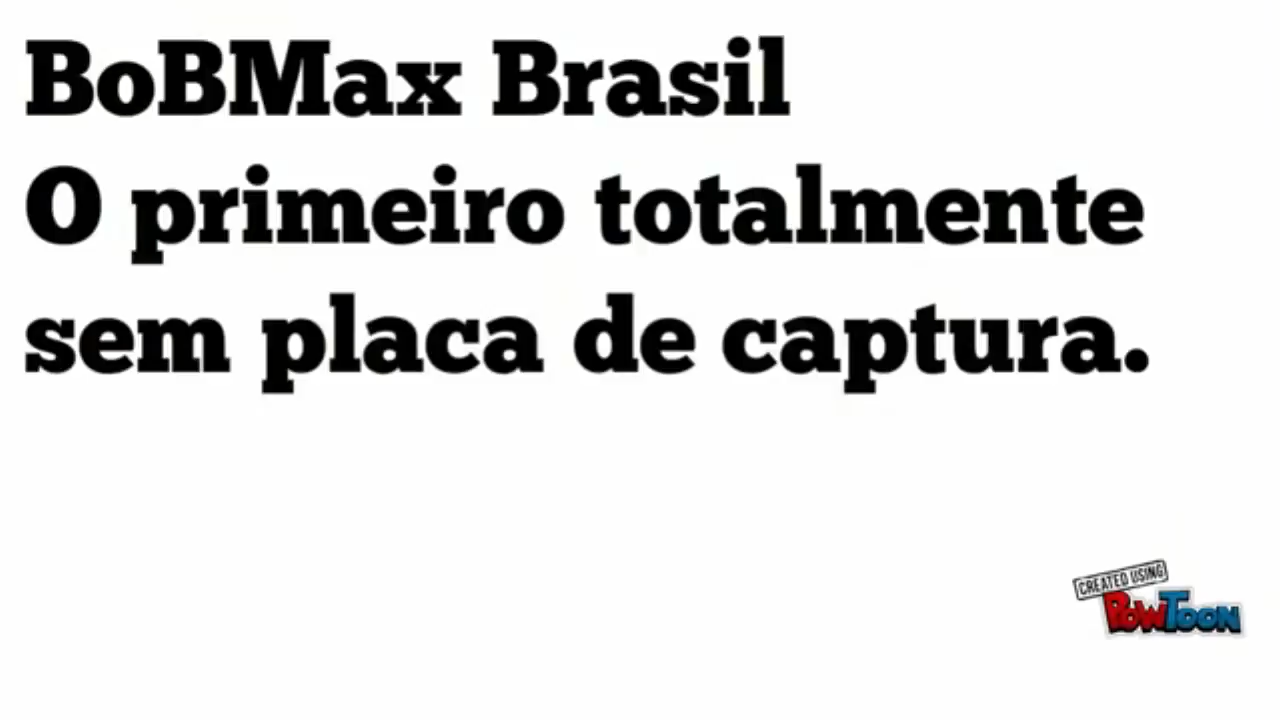 BoBMax Brasil
O primeiro totalmente
sem placa de captura.
CREATED USING
POWTOON